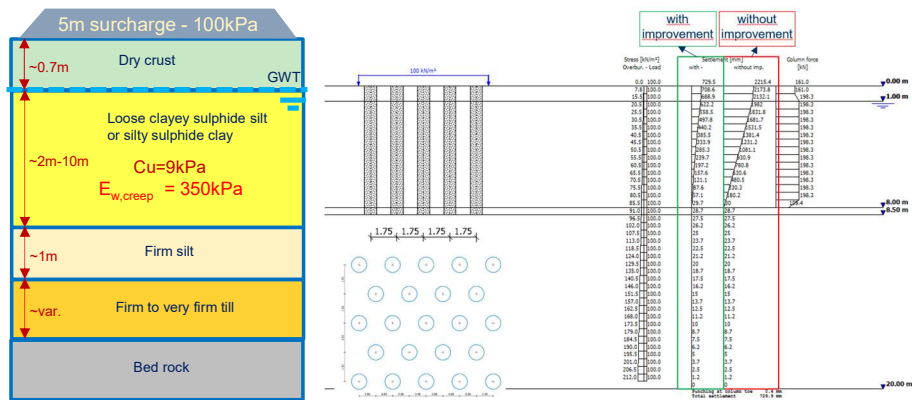 5m surcharge - 100kPa
Dry crust
~0.7m
GWT
Loose clayey sulphide silt
or silty sulphide clay
~2m-10m
Cu=9kPa
E w,creep = 350kPa
Firm silt
~1m
Firm to very firm till
~var.
Bed rock
100 kN/m²
1.75 1.75 1.75 1.75
with
improvement
without
improvement
Stress [kN/m²] Settlement [mm] Column force
Overbur. - Load with - without imp. [kN]
0.0 100.0 729.5 2215.4 161.0
7.8 100.0 708.6 2173.8 161.0
15.5 100.0 688.9 2132.1 198.3
20.5 100.0 622.2 1982 198.3
25.5 100.0 558.5 1831.8 198.3
30.5 100.0 497.8 1681.7 198.3
35.5 100.0 440.2 1531.5 198.3
40.5 100.0 385.5 1381.4 198.3
45.5 100.0 333.9 1231.2 198.3
50.5 100.0 285.3 1081.1 198.3
55.5 100.0 239.7 930.9 198.3
60.5 100.0 197.2 780.8 198.3
65.5 100.0 157.6 630.6 198.3
70.5 100.0 121.1 480.5 198.3
75.5 100.0 87.6 330.3 198.3
80.5 100.0 57.1 180.2 198.3
85.5 100.0 29.7 30
91.0 100.0 28.7 28.7
96.5 100.0 27.5 27.5
102.0 100.0 26.2 26.2
107.5 100.0 25 25
113.0 100.0 23.7 23.7
118.5 100.0 22.5 22.5
124.0 100.0 21.2 21.2
129.5 100.0 20 20
135.0 100.0 18.7 18.7
140.5 100.0 17.5 17.5
146.0 100.0 16.2 16.2
151.5 100.0 15 15
157.0 100.0 13.7 13.7
162.5 100.0 12.5 12.5
168.0 100.0 11.2 11.2
173.5 100.0 10 10
179.0 100.0 8.7 8.7
184.5 100.0 7.5 7.5
190.0 100.0 6.2 6.2
195.5 100.0 5 5
201.0 100.0 3.7 3.7
206.5 100.0 2.5 2.5
212.0 100.0 1.2 1.2
0 0
Punching at column toe 0.4 mm
Total settlement 729.9 mm
0.00 m
1.00 m
8.00 m
8.50 m
20.00 m